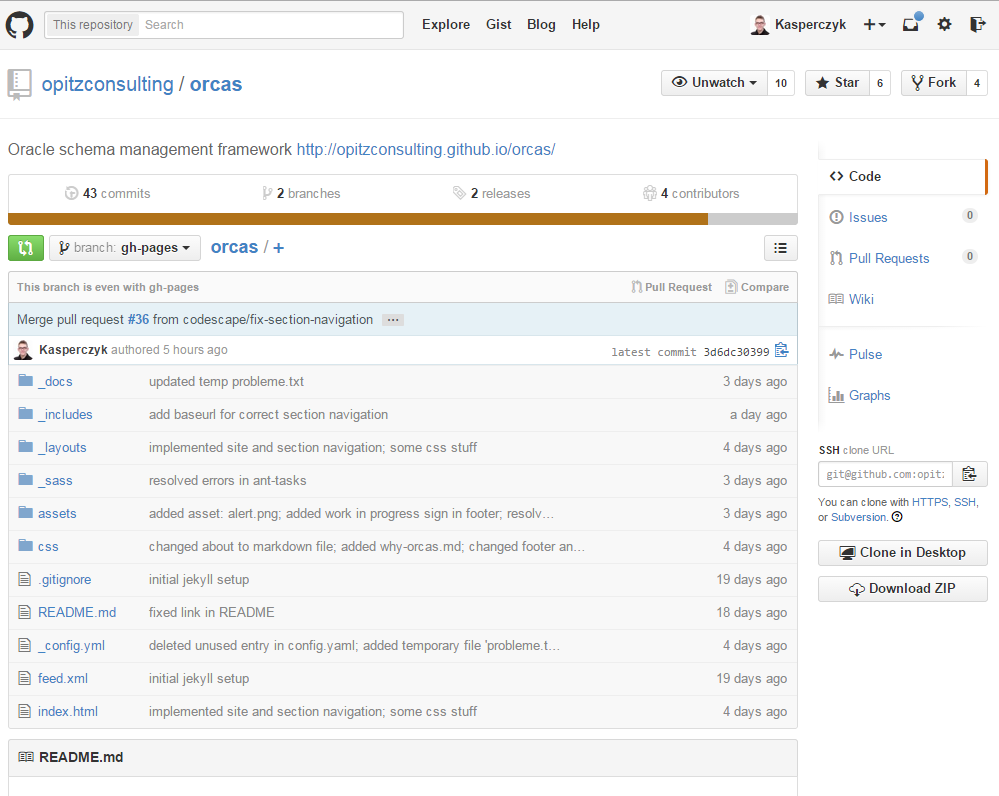 This repository Search Explore Gist Blog Help Kasperczyk
opitzconsulting / orcas Unwatch 10 Star 6 Fork 4
Oracle schema management framework http://opitzconsulting.github.io/orcas/
43 commits 2 branches 2 releases 4 contributors
branch: gh-pages orcas / +
This branch is even with gh-pages Pull Request Compare
Merge pull request #36 from codescape/fix-section-navigation ...
Kasperczyk authored 5 hours ago latest commit 3d6dc30399
_docs updated temp probleme.txt 3 days ago
_includes add baseurl for correct section navigation a day ago
_layouts implemented site and section navigation; some css stuff 4 days ago
_sass resolved errors in ant-tasks 3 days ago
assets added asset: alert.png; added work in progress sign in footer; resolv... 3 days ago
css changed about to markdown file; added why-orcas.md; changed footer an... 4 days ago
.gitignore initial jekyll setup 19 days ago
README.md fixed link in README 18 days ago
_config.yml deleted unused entry in config.yaml; added temporary file 'probleme.t... 4 days ago
feed.xml initial jekyll setup 19 days ago
index.html implemented site and section navigation; some css stuff 4 days ago
README.md
Code
Issues 0
Pull Requests 0
Wiki
Pulse
Graphs
SSH clone URL
git@github.com:opit
You can clone with HTTPS, SSH,
or Subversion.
Clone in Desktop
Download ZIP